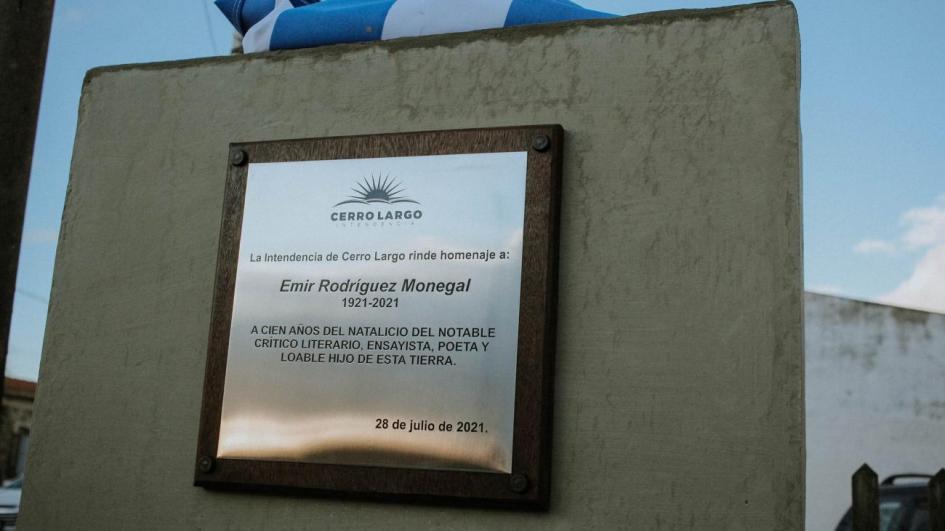 CERRO LARGO
INTENDENCIA
La Intendencia de Cerro Largo rinde homenaje a:
Emir Rodríguez Monegal
1921-2021
A CIEN AÑOS DEL NATALICIO DEL NOTABLE
CRÍTICO LITERARIO, ENSAYISTA, POETA Y
LOABLE HIJO DE ESTA TIERRA.
28 de julio de 2021.